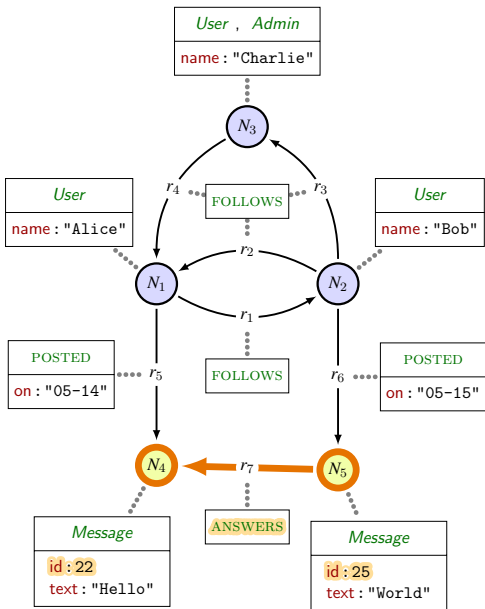 User , Admin
name : "Charlie"
N3
r4
r3
FOLLOWS
User
name : "Alice"
User
name : "Bob"
r2
N1
N2
r1
POSTED
on : "05-14"
FOLLOWS
POSTED
on : "05-15"
r5
r6
N4
r7
N5
ANSWERS
Message
id : 22
text : "Hello"
Message
id : 25
text : "World"